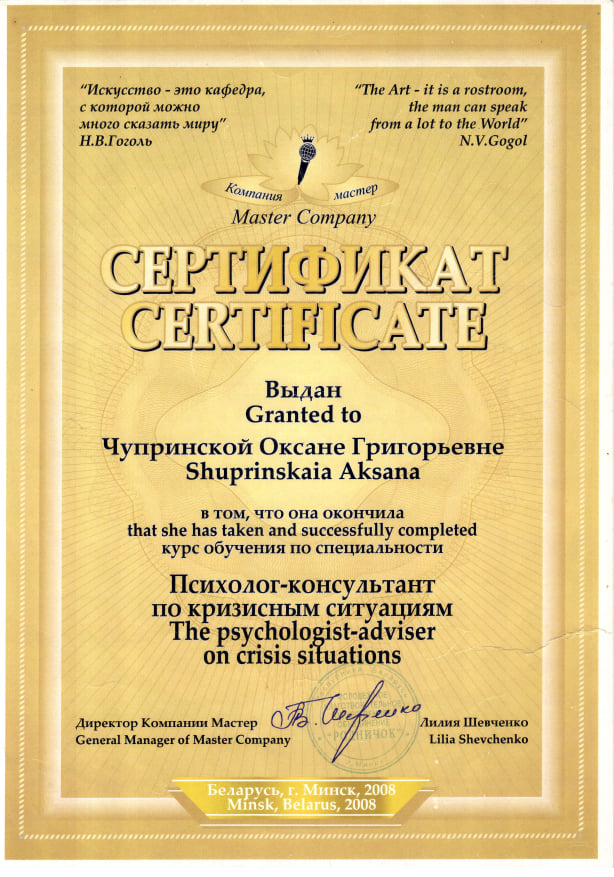 “Искусство - это кафедра,
с которой можно
много сказать миру”
Н.В.Гоголь
“The Art - it is a rostroom,
the man can speak
from a lot to the World”
N.V.Gogol
Компания мастер
Master Company
СЕРТИФИКАТ
CERTIFICATE
Выдан
Granted to
Чупринской Оксане Григорьевне
Shuprinskaia Aksana
в том, что она окончила
that she has taken and successfully completed
курс обучения по специальности
Психолог-консультант
по кризисным ситуациям
The psychologist-adviser
on crisis situations
Директор Компании Мастер
General Manager of Master Company
«РОДНИЧОК»
Лилия Шевченко
Lilia Shevchenko
Беларусь, г. Минск, 2008
Minsk, Belarus, 2008